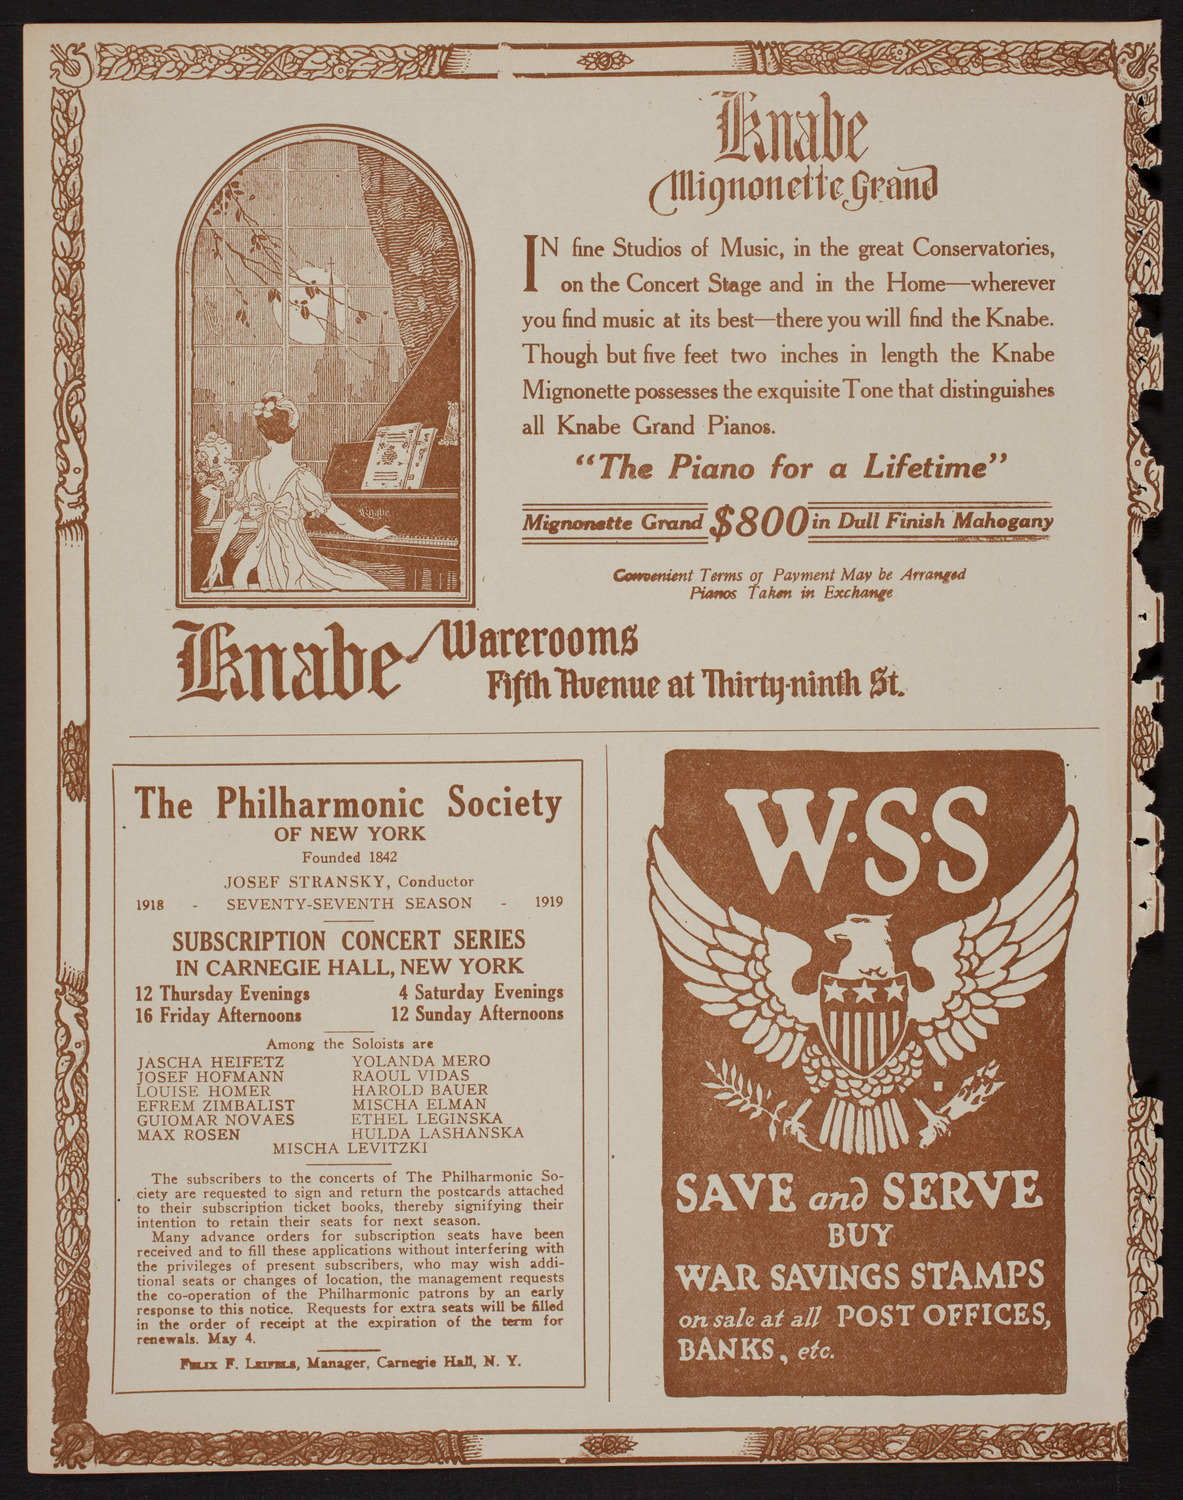 Knabe
Mignonette Grand
IN fine Studios of Music, in the great Conservatories,
on the Concert Stage and in the Home—wherever
you find music at its best—there you will find the Knabe.
Though but five feet two inches in length the Knabe
Mignonette possesses the exquisite Tone that distinguishes
all Knabe Grand Pianos.
"The Piano for a Lifetime"
Mignonette Grand $800 in Dull Finish Mahogany
Convenient Terms of Payment May be Arranged
Pianos Taken in Exchange
Knabe
Knabe Warerooms
Fifth Avenue at Thirty-ninth St.
The Philharmonic Society
OF NEW YORK
Founded 1842
JOSEF STRANSKY, Conductor
1918 - SEVENTY-SEVENTH SEASON - 1919
SUBSCRIPTION CONCERT SERIES
IN CARNEGIE HALL, NEW YORK
12 Thursday Evenings 4 Saturday Evenings
16 Friday Afternoons 12 Sunday Afternoons
Among the Soloists are
JASCHA HEIFETZ YOLANDA MERO
JOSEF HOFMANN RAOUL VIDAS
LOUISE HOMER HAROLD BAUER
EFREM ZIMBALIST MISCHA ELMAN
GUIOMAR NOVAES ETHEL LEGINSKA
MAX ROSEN HULDA LASHANSKA
MISCHA LEVITZKI
The subscribers to the concerts of The Philharmonic So-
ciety are requested to sign and return the postcards attached
to their subscription ticket books, thereby signifying their
intention to retain their seats for next season.
Many advance orders for subscription seats have been
received and to fill these applications without interfering with
the privileges of present subscribers, who may wish addi-
tional seats or changes of location, the management requests
the co-operation of the Philharmonic patrons by an early
response to this notice. Requests for extra seats will be filled
in the order of receipt at the expiration of the term for
renewals. May 4.
FELIX F. LEIFELS, Manager, Carnegie Hall, N. Y.
W·S·S
SAVE and SERVE
BUY
WAR SAVINGS STAMPS
on sale at all POST OFFICES,
BANKS, etc.